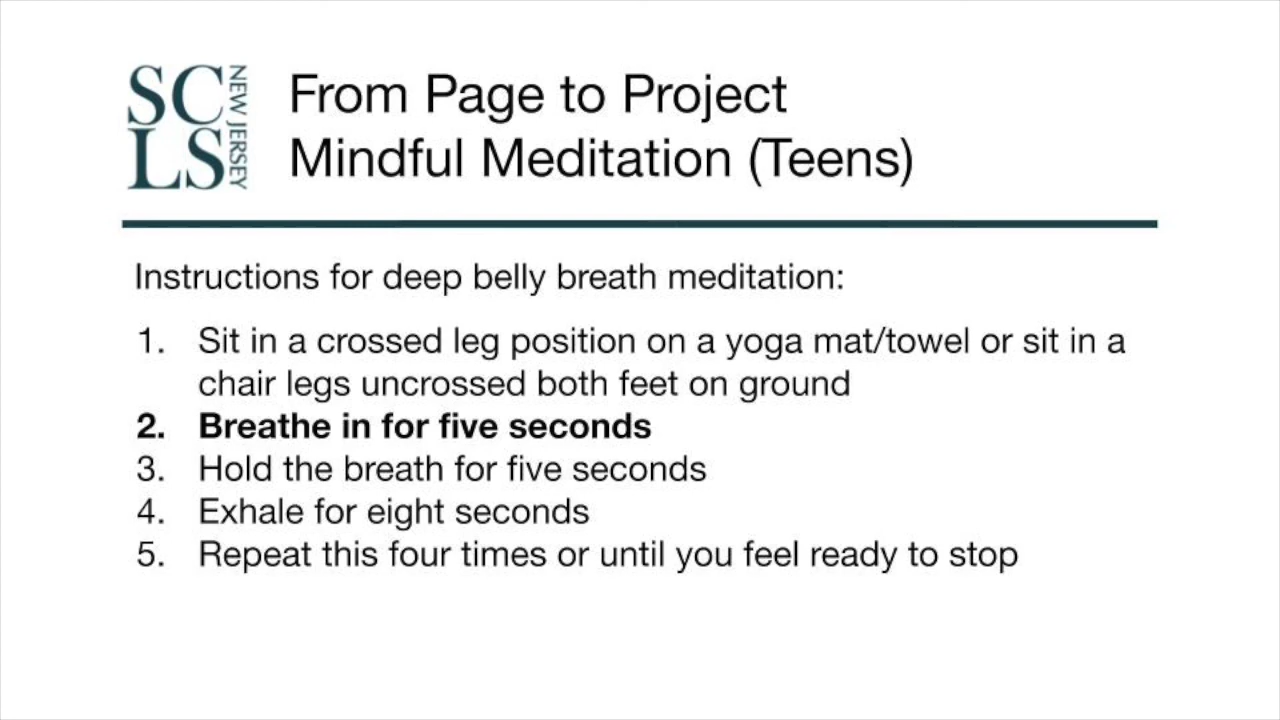 SC
LS
NEW JERSEY
From Page to Project
Mindful Meditation (Teens)
Instructions for deep belly breath meditation:
1. Sit in a crossed leg position on a yoga mat/towel or sit in a
chair legs uncrossed both feet on ground
2. Breathe in for five seconds
3. Hold the breath for five seconds
4. Exhale for eight seconds
5. Repeat this four times or until you feel ready to stop